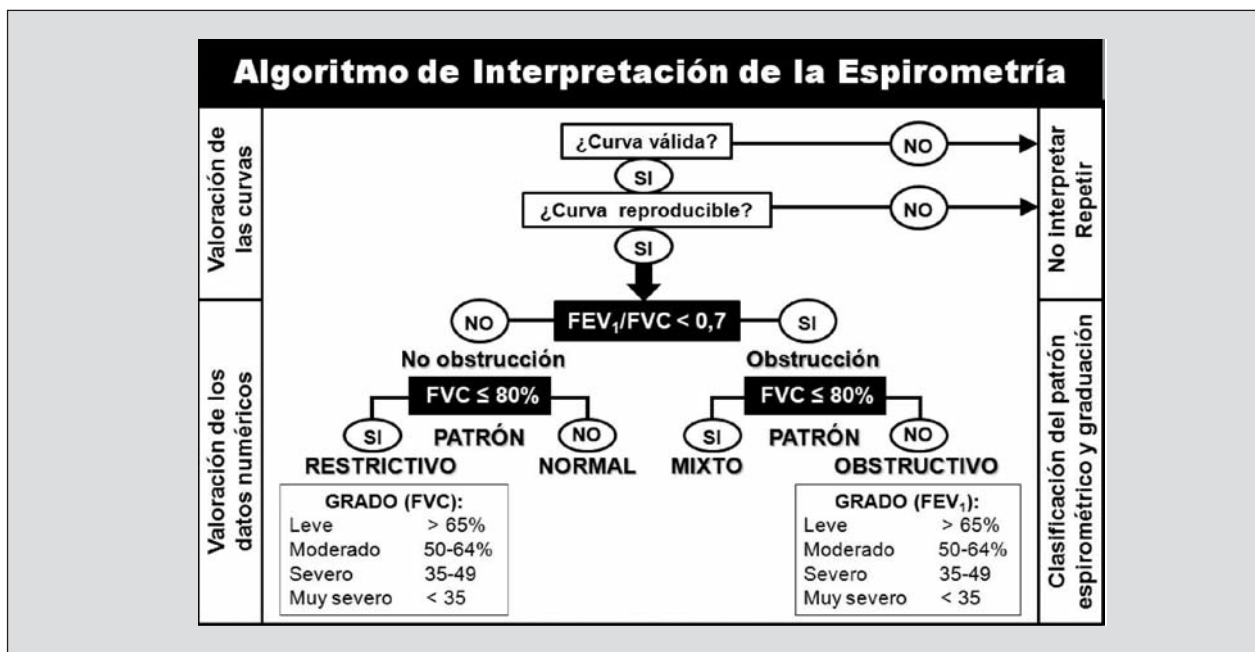 Algoritmo de Interpretación de la Espirometría
Valoración de
las curvas
¿Curva válida?
NO
SI
¿Curva reproducible?
NO
SI
No interpretar
Repetir
Valoración de los
datos numéricos
NO
FEV₁/FVC < 0,7
SI
No obstrucción
Obstrucción
FVC ≤ 80%
FVC ≤ 80%
SI
PATRÓN
NO
SI
PATRÓN
NO
RESTRICTIVO
NORMAL
MIXTO
OBSTRUCTIVO
GRADO (FVC):
Leve > 65%
Moderado 50-64%
Severo 35-49
Muy severo < 35
GRADO (FEV₁):
Leve > 65%
Moderado 50-64%
Severo 35-49
Muy severo < 35
Clasificación del patrón
espirométrico y graduación